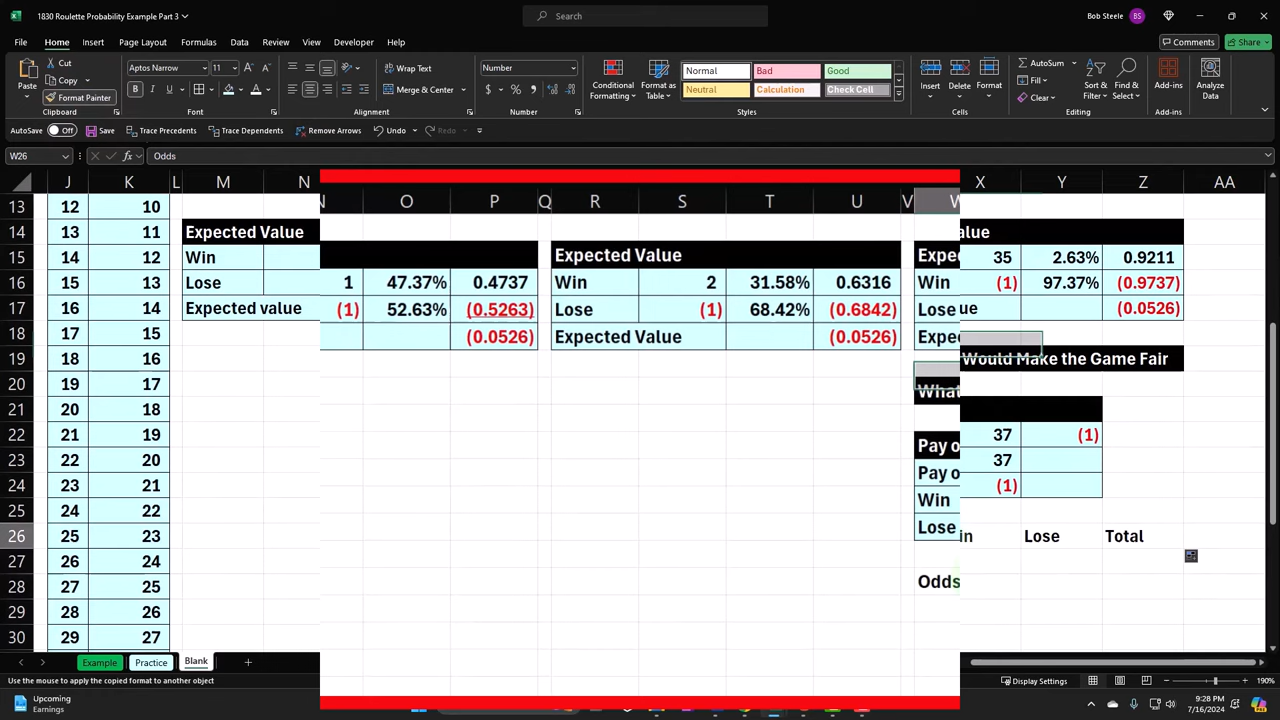 1830 Roulette Probability Example Part 3
Search
Bob Steele BS
File Home Insert Page Layout Formulas Data Review View Developer Help
Comments Share
Paste Cut Copy Format Painter
Clipboard
Aptos Narrow 11
Font
Wrap Text
Merge & Center
Alignment
Number
Number
Conditional Formatting Format as Table
Normal Bad Good
Neutral Calculation Check Cell
Styles
Insert Delete Format
Cells
AutoSum Fill Clear
Sort & Filter Find & Select
Editing
Add-ins
Add-ins
Analyze Data
AutoSave Off Save Trace Precedents Trace Dependents Remove Arrows Undo Redo
W26 fx Odds
J K L M N
13 12 10
14 13 11 Expected Value
15 14 12 Win
16 15 13 Lose
17 16 14 Expected value
18 17 15
19 18 16
20 19 17
21 20 18
22 21 19
23 22 20
24 23 21
25 24 22
26 25 23
27 26 24
28 27 25
29 28 26
30 29 27
O P Q R S T U V
1 47.37% 0.4737
(1) 52.63% (0.5263)
(0.0526)
Expected Value
Win 2 31.58% 0.6316
Lose (1) 68.42% (0.6842)
Expected Value (0.0526)
Win
Lose
What
Pay o
Pay o
Win
Lose
Odds
X Y Z AA
alue
35 2.63% 0.9211
(1) 97.37% (0.9737)
ue (0.0526)
Would Make the Game Fair
37 (1)
37
(1)
in Lose Total
Example Practice Blank +
Use the mouse to apply the copied format to another object
Display Settings 190%
Upcoming
Earnings
9:28 PM
7/16/2024